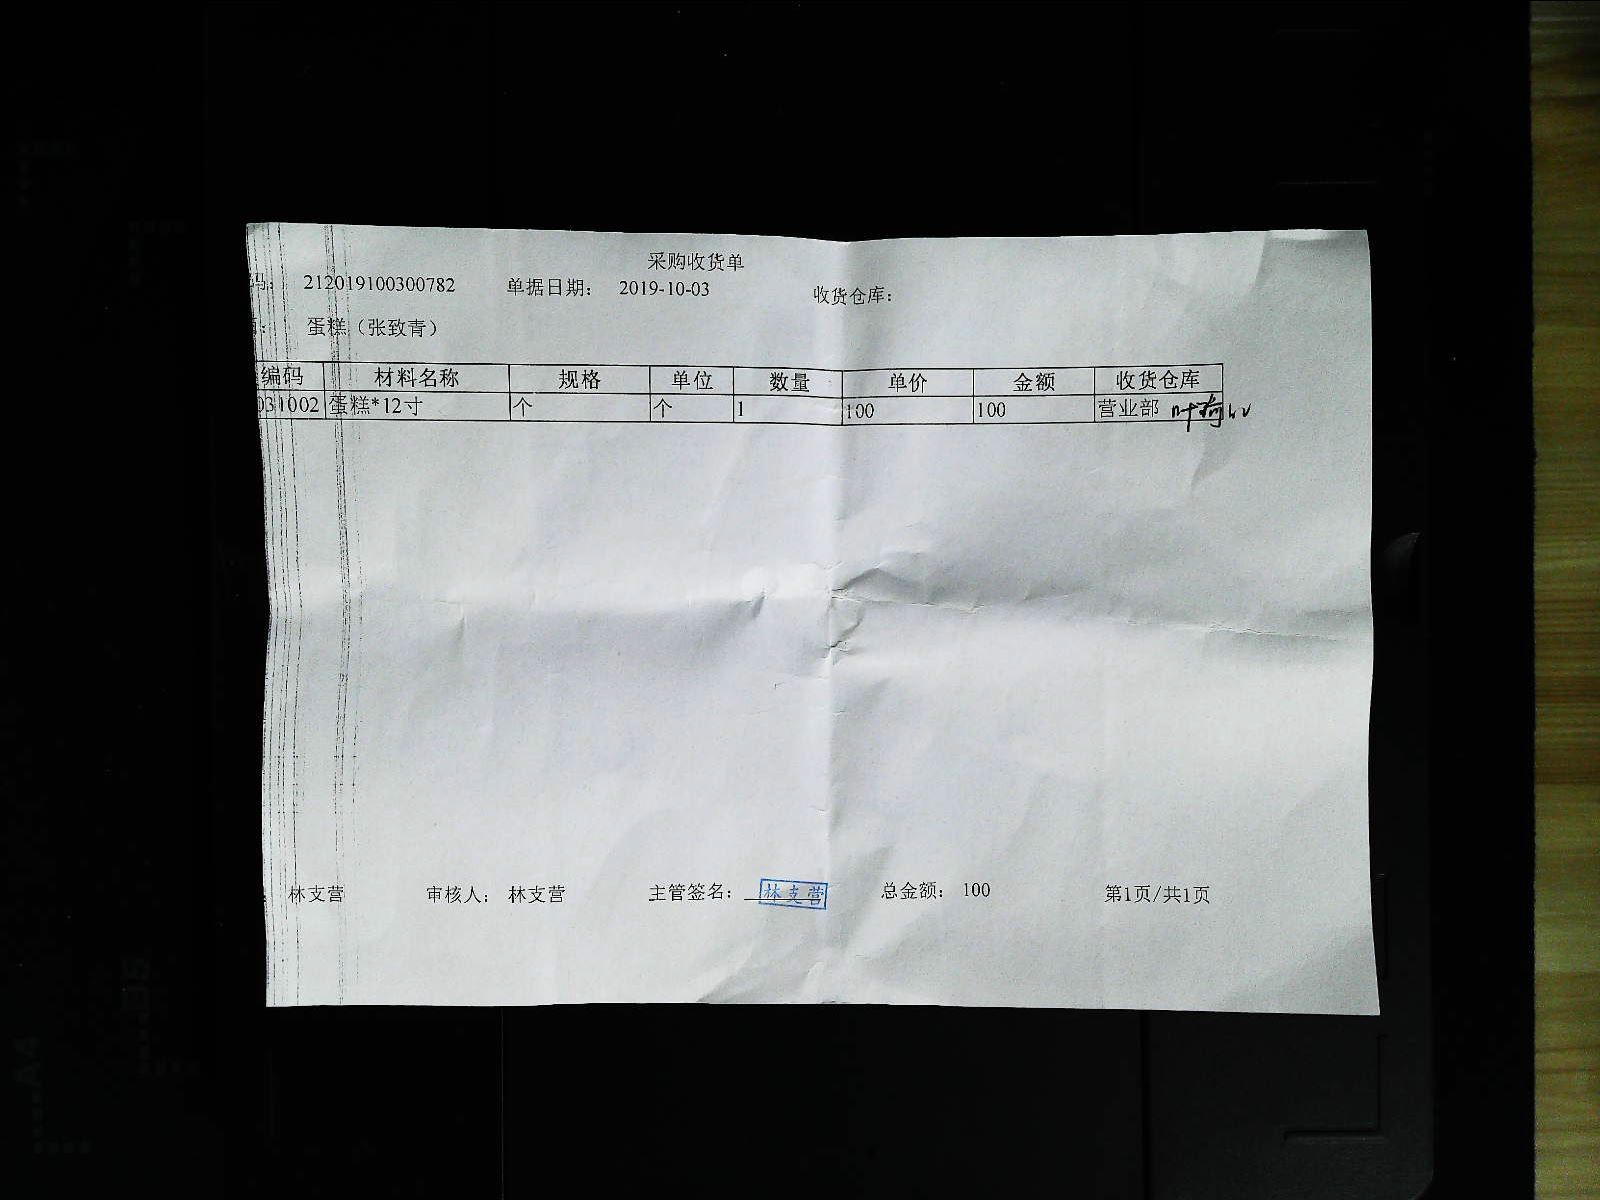 采购收货单
码： 212019100300782 单据日期： 2019-10-03 收货仓库：
蛋糕（张致青）
编码 材料名称 规格 单位 数量 单价 金额 收货仓库
031002 蛋糕*12寸 个 个 1 100 100 营业部
林支营 审核人： 林支营 主管签名： 林支营 总金额： 100 第1页/共1页
A4